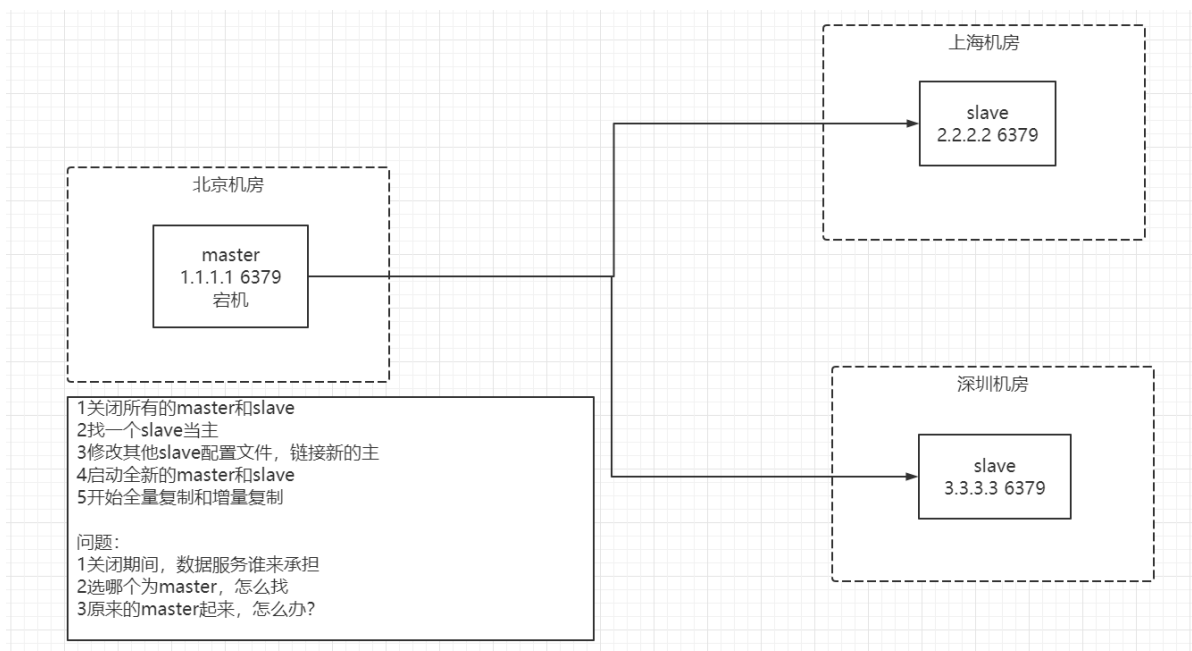 上海机房
slave
2.2.2.2 6379
北京机房
master
1.1.1.1 6379
宕机
深圳机房
slave
3.3.3.3 6379
1关闭所有的master和slave
2找一个slave当主
3修改其他slave配置文件，链接新的主
4启动全新的master和slave
5开始全量复制和增量复制
问题：
1关闭期间，数据服务谁来承担
2选哪个为master，怎么找
3原来的master起来，怎么办？